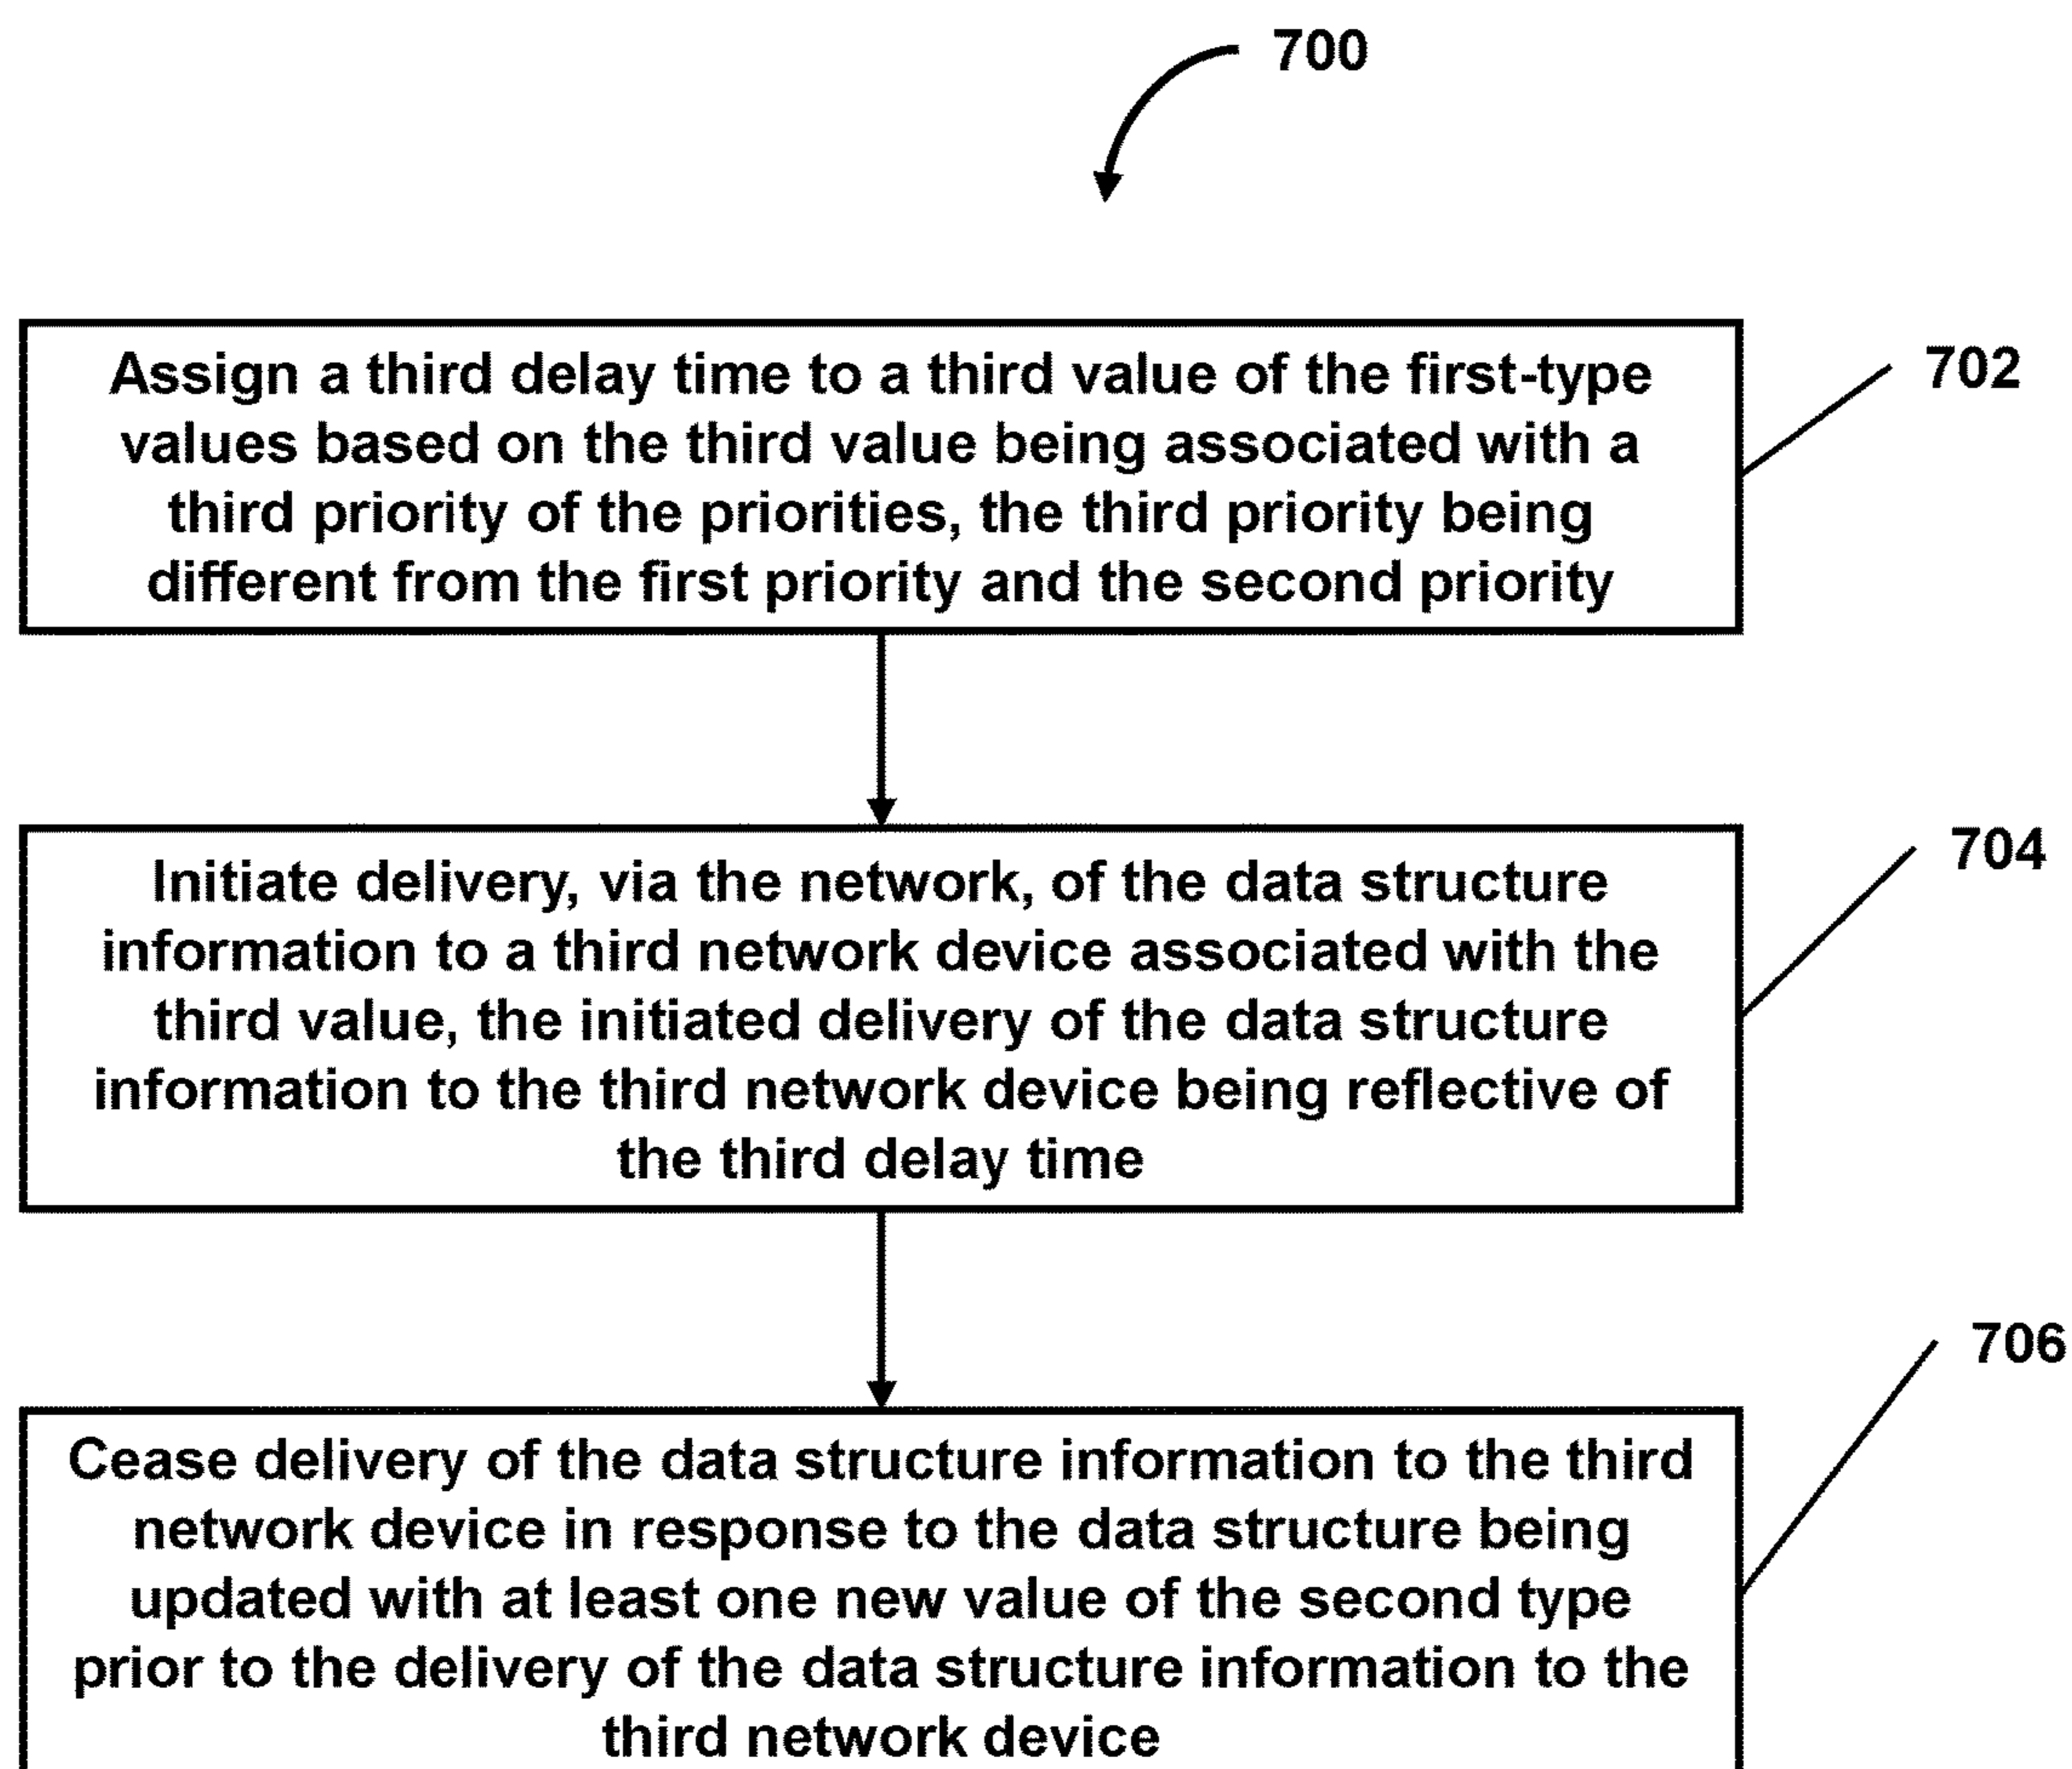 700
Assign a third delay time to a third value of the first-type
values based on the third value being associated with a
third priority of the priorities, the third priority being
different from the first priority and the second priority
702
Initiate delivery, via the network, of the data structure
information to a third network device associated with the
third value, the initiated delivery of the data structure
information to the third network device being reflective of
the third delay time
704
Cease delivery of the data structure information to the third
network device in response to the data structure being
updated with at least one new value of the second type
prior to the delivery of the data structure information to the
third network device
706